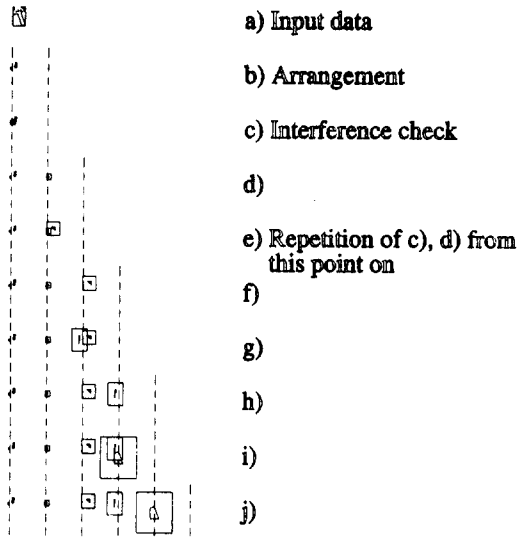 a) Input data
b) Arrangement
c) Interference check
d)
e) Repetition of c), d) from
this point on
f)
g)
h)
i)
j)